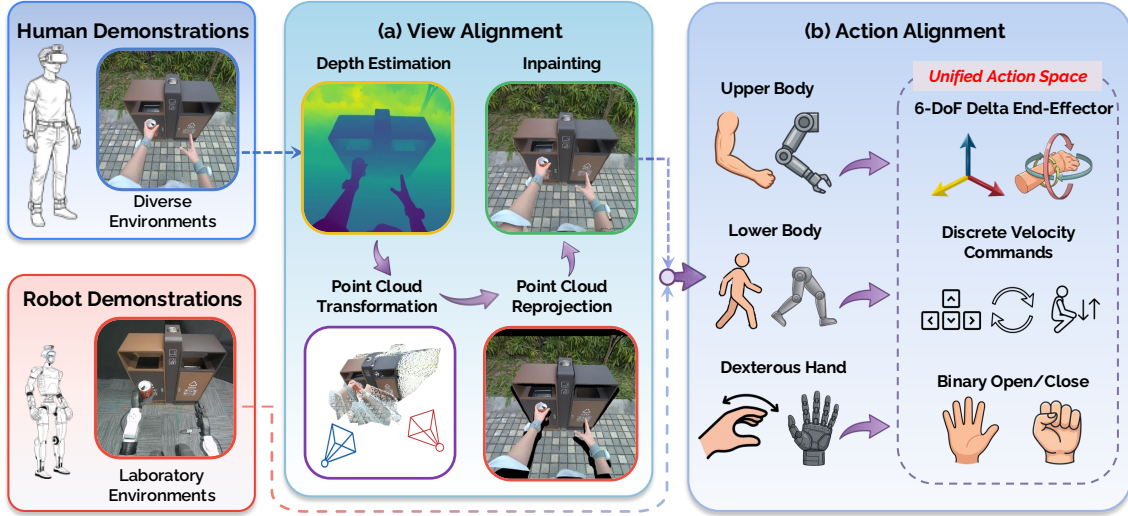 Human Demonstrations
Diverse
Environments
Robot Demonstrations
Laboratory
Environments
(a) View Alignment
Depth Estimation
Inpainting
Point Cloud
Transformation
Point Cloud
Reprojection
(b) Action Alignment
Upper Body
Lower Body
Dexterous Hand
Unified Action Space
6-DoF Delta End-Effector
Discrete Velocity
Commands
Binary Open/Close